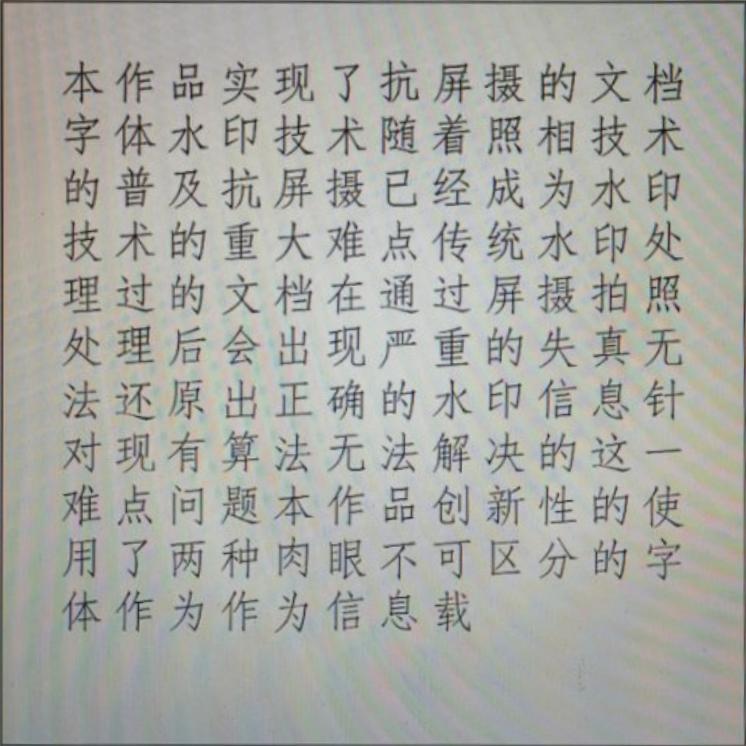 本作品实现了抗屏摄的文档
字体水印技术随着照相技术
的普及抗屏摄已经成为水印
技术的重大难点传统水印处
理过的文档在通过屏摄拍照
处理后会出现严重的失真无
法还原出正确的水印信息针
对现有算法无法解决的这一
难点问题本作品创新性的使
用了两种肉眼不可区分的字
体作为作为信息载